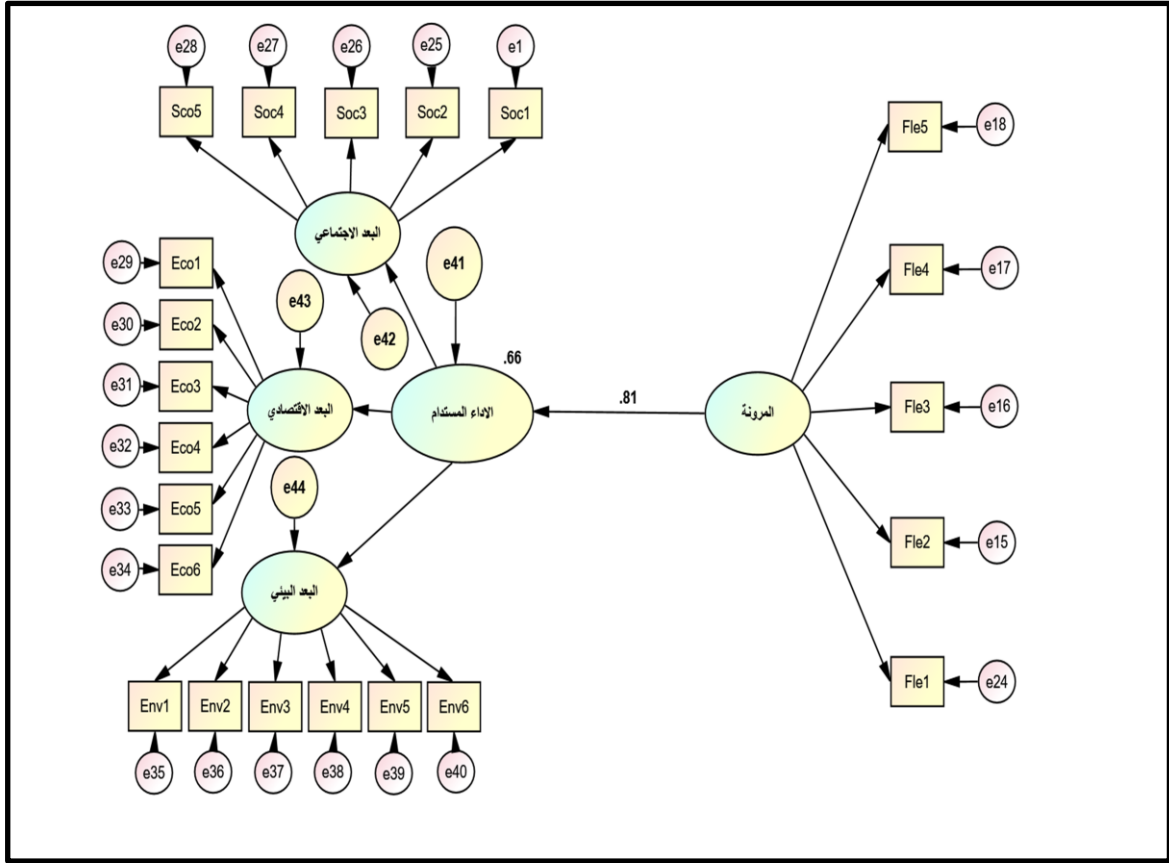 e28 e27 e26 e25 e1
Sco5 Soc4 Soc3 Soc2 Soc1
البعد الاجتماعي
e29 Eco1
e30 Eco2
e31 Eco3
e32 Eco4
e33 Eco5
e34 Eco6
e43
e42
e41
البعد الاقتصادي
.66
الاداء المستدام
.81
المرونة
e44
البعد البيئي
Env1 Env2 Env3 Env4 Env5 Env6
e35 e36 e37 e38 e39 e40
Fle5 e18
Fle4 e17
Fle3 e16
Fle2 e15
Fle1 e24